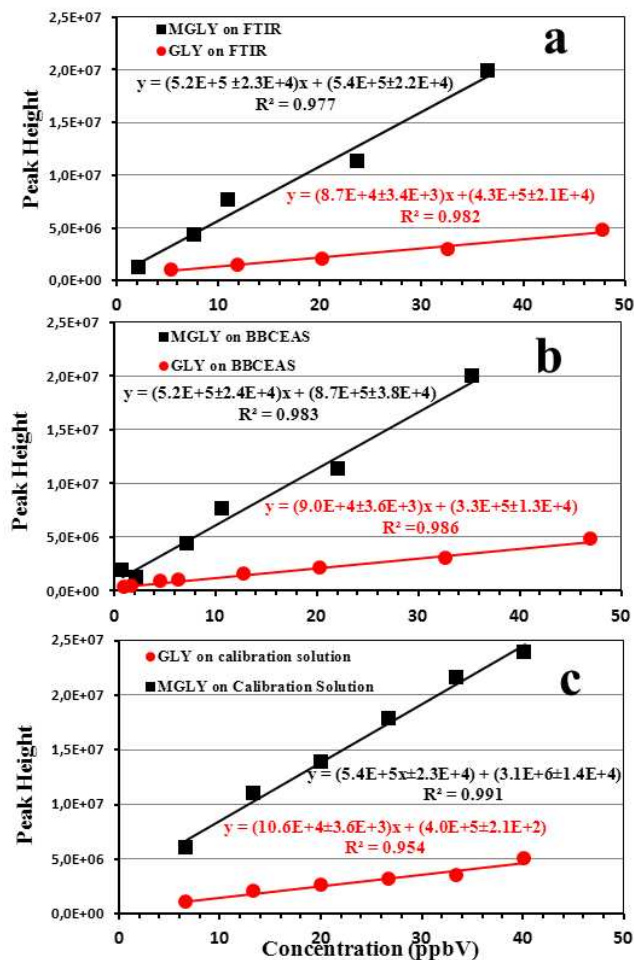 MGLY on FTIR
GLY on FTIR
a
2,5E+07
2,0E+07
1,5E+07
1,0E+07
5,0E+06
0,0E+00
Peak Height
y = (5.2E+5 ±2.3E+4)x + (5.4E+5±2.2E+4)
R² = 0.977
y = (8.7E+4±3.4E+3)x +(4.3E+5±2.1E+4)
R² = 0.982
0 10 20 30 40 50
MGLY on BBCEAS
GLY on BBCEAS
b
2,5E+07
2,0E+07
1,5E+07
1,0E+07
5,0E+06
0,0E+00
Peak Height
y = (5.2E+5±2.4E+4)x + (8.7E+5±3.8E+4)
R² = 0.983
y = (9.0E+4±3.6E+3)x + (3.3E+5±1.3E+4)
R² =0.986
0 10 20 30 40 50
GLY on calibration solution
MGLY on Calibration Solution
c
2,5E+07
2,0E+07
1,5E+07
1,0E+07
5,0E+06
0,0E+00
Peak Height
y = (5.4E+5x±2.3E+4) + (3.1E+6±1.4E+4)
R² = 0.991
y = (10.6E+4±3.6E+3)x + (4.0E+5±2.1E+2)
R² = 0.954
0 10 20 30 40 50
Concentration (ppbV)